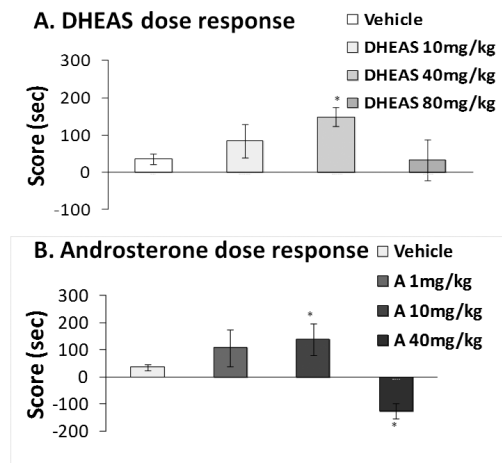 A. DHEAS dose response
Vehicle
DHEAS 10mg/kg
DHEAS 40mg/kg
DHEAS 80mg/kg
Score (sec)
300
200
100
0
-100
*
B. Androsterone dose response
Vehicle
A 1mg/kg
A 10mg/kg
A 40mg/kg
Score (sec)
300
200
100
0
-100
-200
*
*